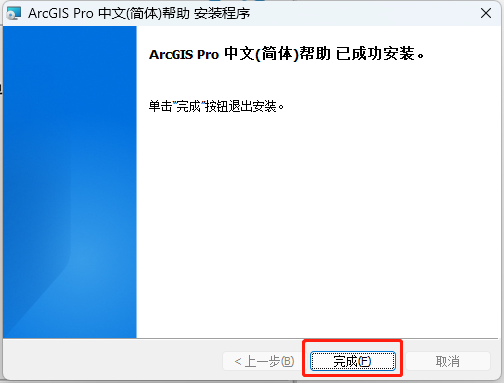 ArcGIS Pro 中文(简体)帮助 安装程序
ArcGIS Pro 中文(简体)帮助 已成功安装。
单击"完成"按钮退出安装。
< 上一步(B)
完成(F)
取消